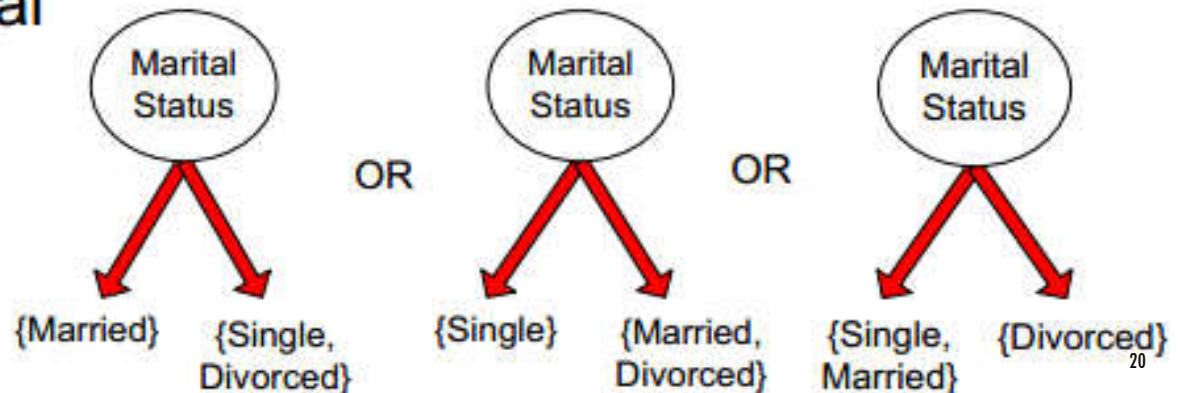 al
Marital
Status
OR
Marital
Status
OR
Marital
Status
{Married}
{Single,
Divorced}
{Single}
{Married,
Divorced}
{Single,
Married}
{Divorced}
20